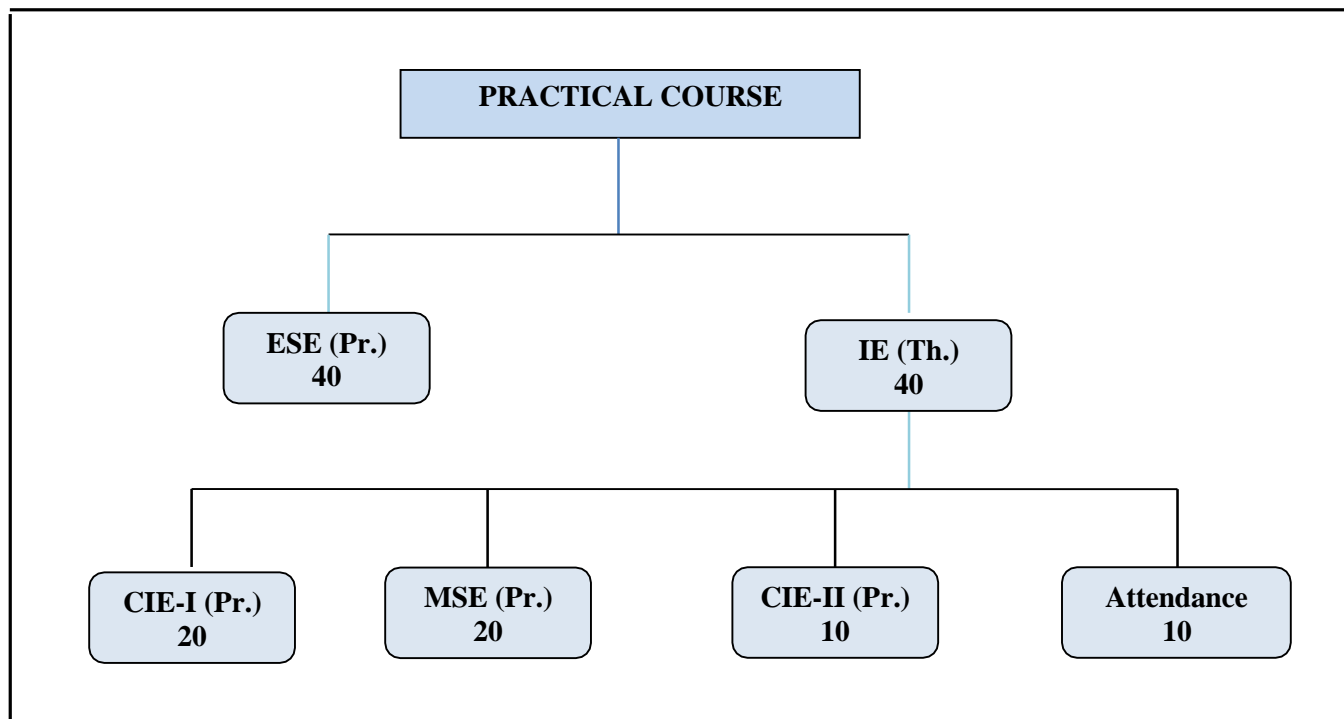 PRACTICAL COURSE
ESE (Pr.)
40
IE (Th.)
40
CIE-I (Pr.)
20
MSE (Pr.)
20
CIE-II (Pr.)
10
Attendance
10